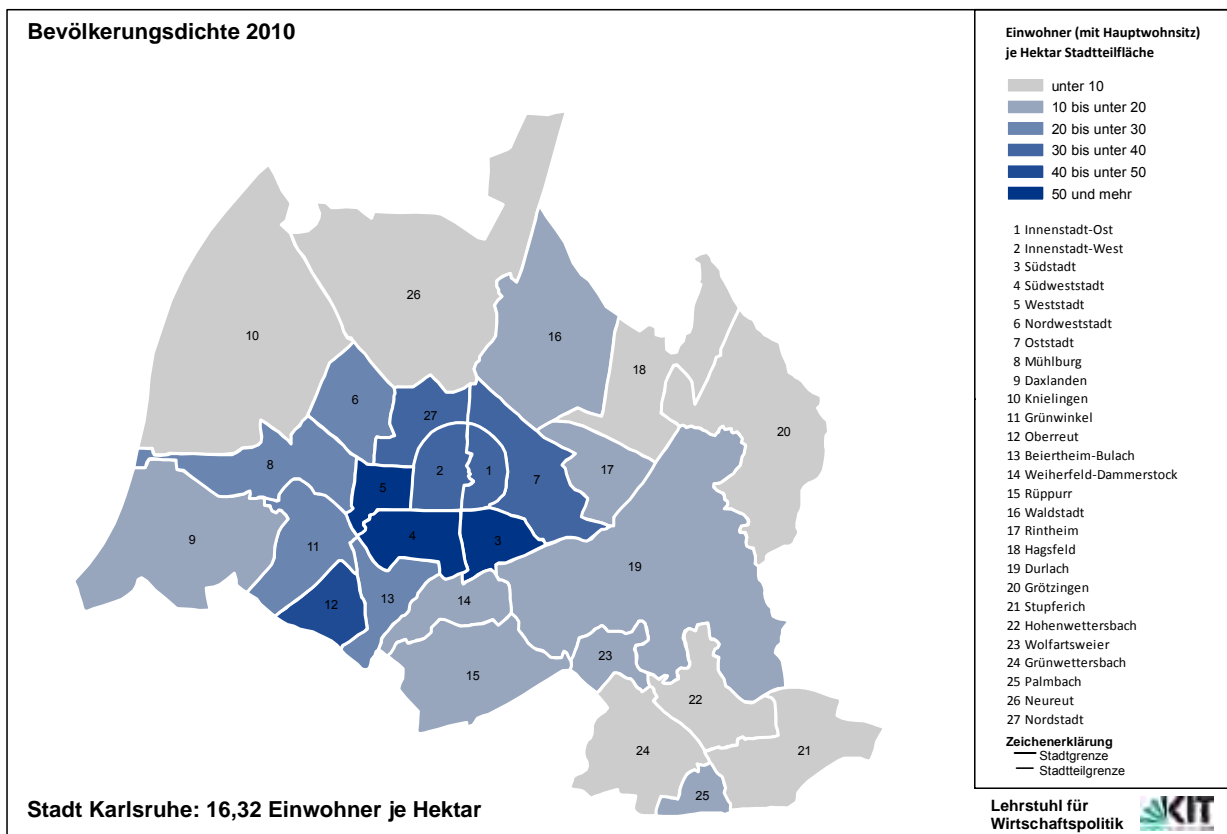 Bevölkerungsdichte 2010
Einwohner (mit Hauptwohnsitz)
je Hektar Stadtteilfläche
unter 10
10 bis unter 20
20 bis unter 30
30 bis unter 40
40 bis unter 50
50 und mehr
1 Innenstadt-Ost
2 Innenstadt-West
3 Südstadt
4 Südweststadt
5 Weststadt
6 Nordweststadt
7 Oststadt
8 Mühlburg
9 Daxlanden
10 Knielingen
11 Grünwinkel
12 Oberreut
13 Beiertheim-Bulach
14 Weiherfeld-Dammerstock
15 Rüppurr
16 Waldstadt
17 Rintheim
18 Hagsfeld
19 Durlach
20 Grötzingen
21 Stupferich
22 Hohenwettersbach
23 Wolfartsweier
24 Grünwettersbach
25 Palmbach
26 Neureut
27 Nordstadt
Zeichenerklärung
Stadtgrenze
Stadtteilgrenze
26
10
16
18
6
27
20
8
2
1
17
5
7
9
4
3
11
19
12
13
14
23
15
22
24
21
25
Stadt Karlsruhe: 16,32 Einwohner je Hektar
Lehrstuhl für
Wirtschaftspolitik
KIT